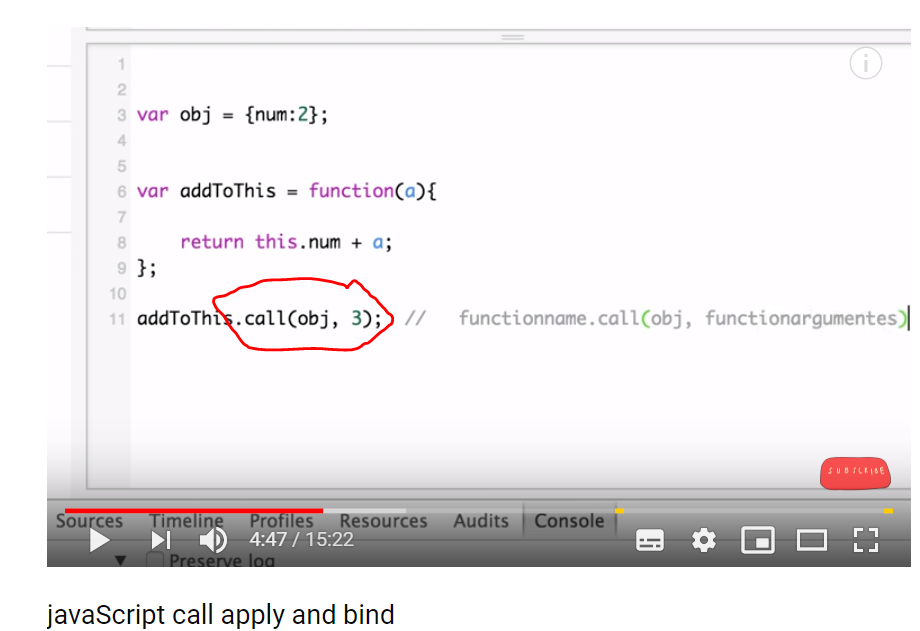 1
2
3 var obj = {num:2};
4
5
6 var addToThis = function(a){
7
8 return this.num + a;
9 };
10
11 addToThis.call(obj, 3); // functionname.call(obj, functionargumentes)
SUBSCRIBE
Sources Timeline Profiles Resources Audits Console
4:47 / 15:22
Preserve log
javaScript call apply and bind